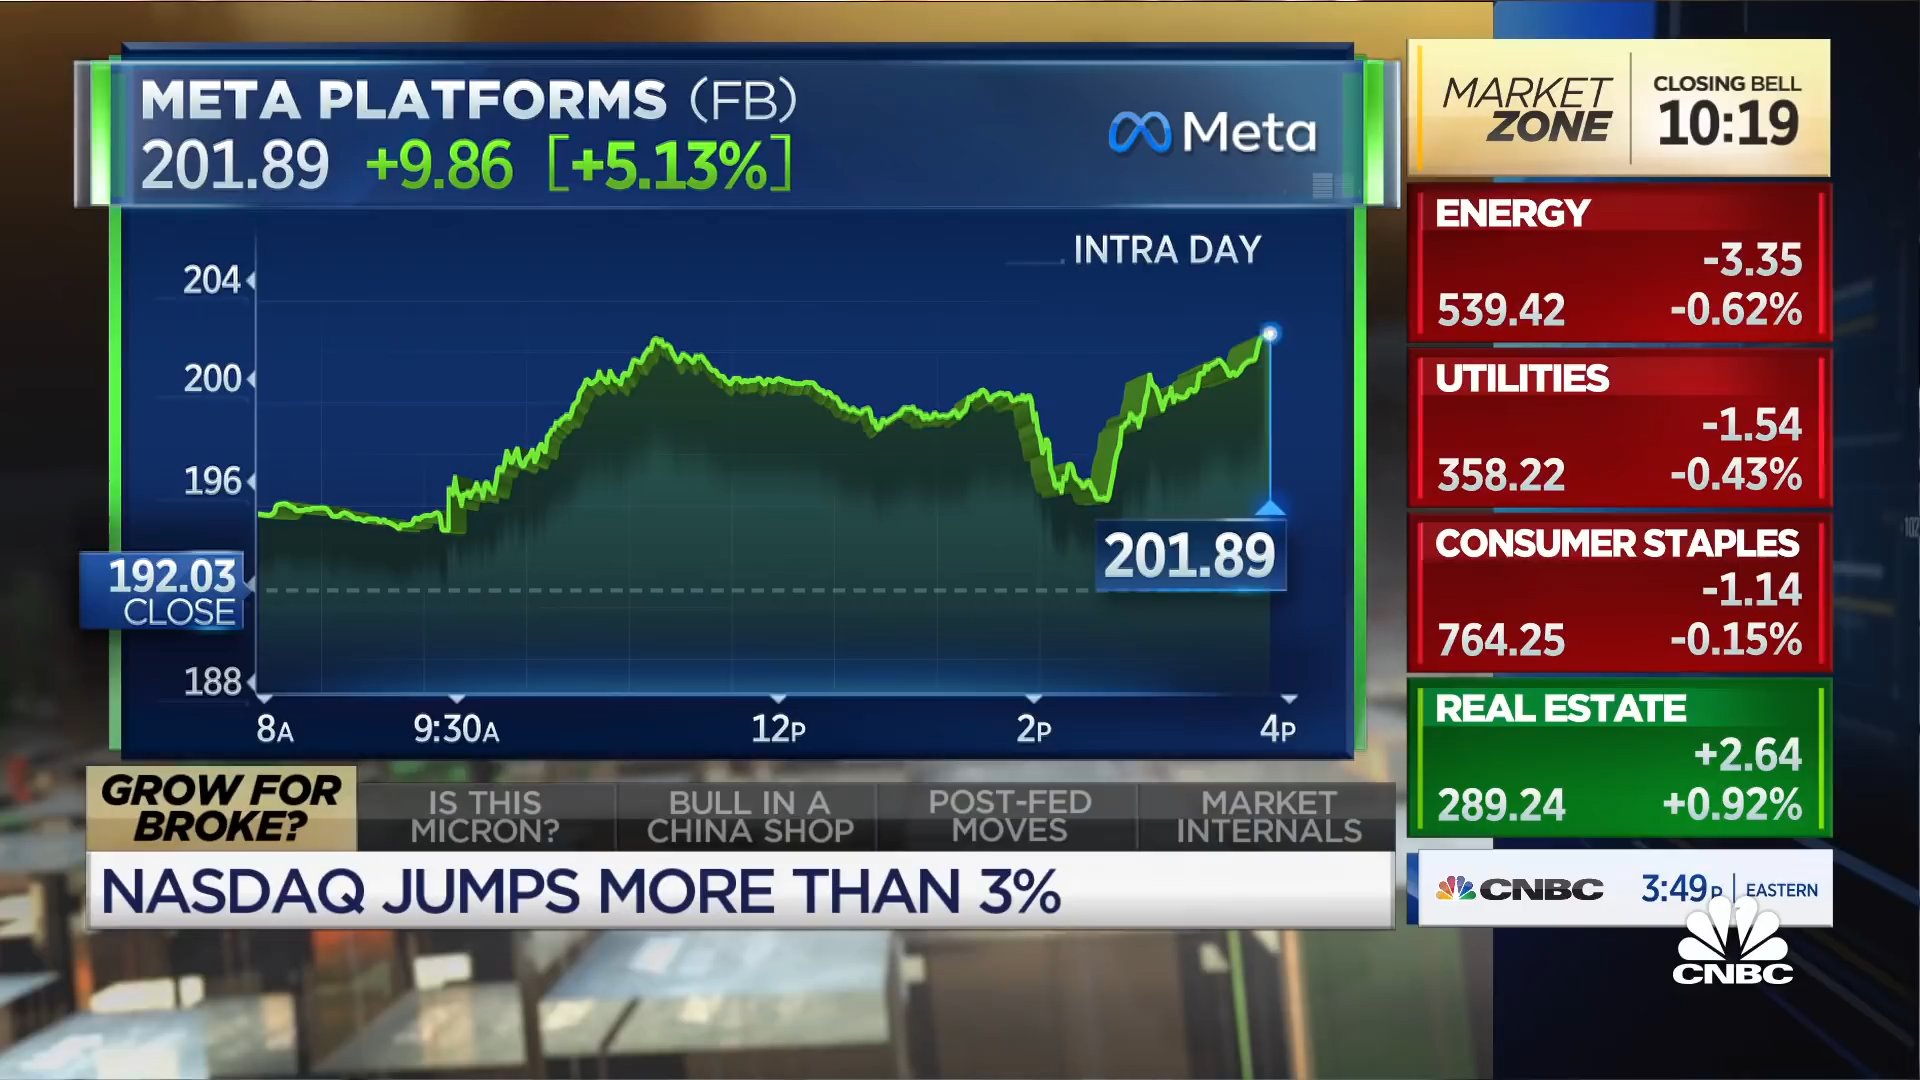 META PLATFORMS (FB)
201.89 +9.86 [+5.13%]
Meta
INTRA DAY
204
200
196
192.03
CLOSE
188
201.89
8A 9:30A 12P 2P 4P
GROW FOR
BROKE?
IS THIS
MICRON?
BULL IN A
CHINA SHOP
POST-FED
MOVES
MARKET
INTERNALS
NASDAQ JUMPS MORE THAN 3%
MARKET
ZONE
CLOSING BELL
10:19
ENERGY
-3.35
539.42 -0.62%
UTILITIES
-1.54
358.22 -0.43%
CONSUMER STAPLES
-1.14
764.25 -0.15%
REAL ESTATE
+2.64
289.24 +0.92%
CNBC 3:49P EASTERN
CNBC